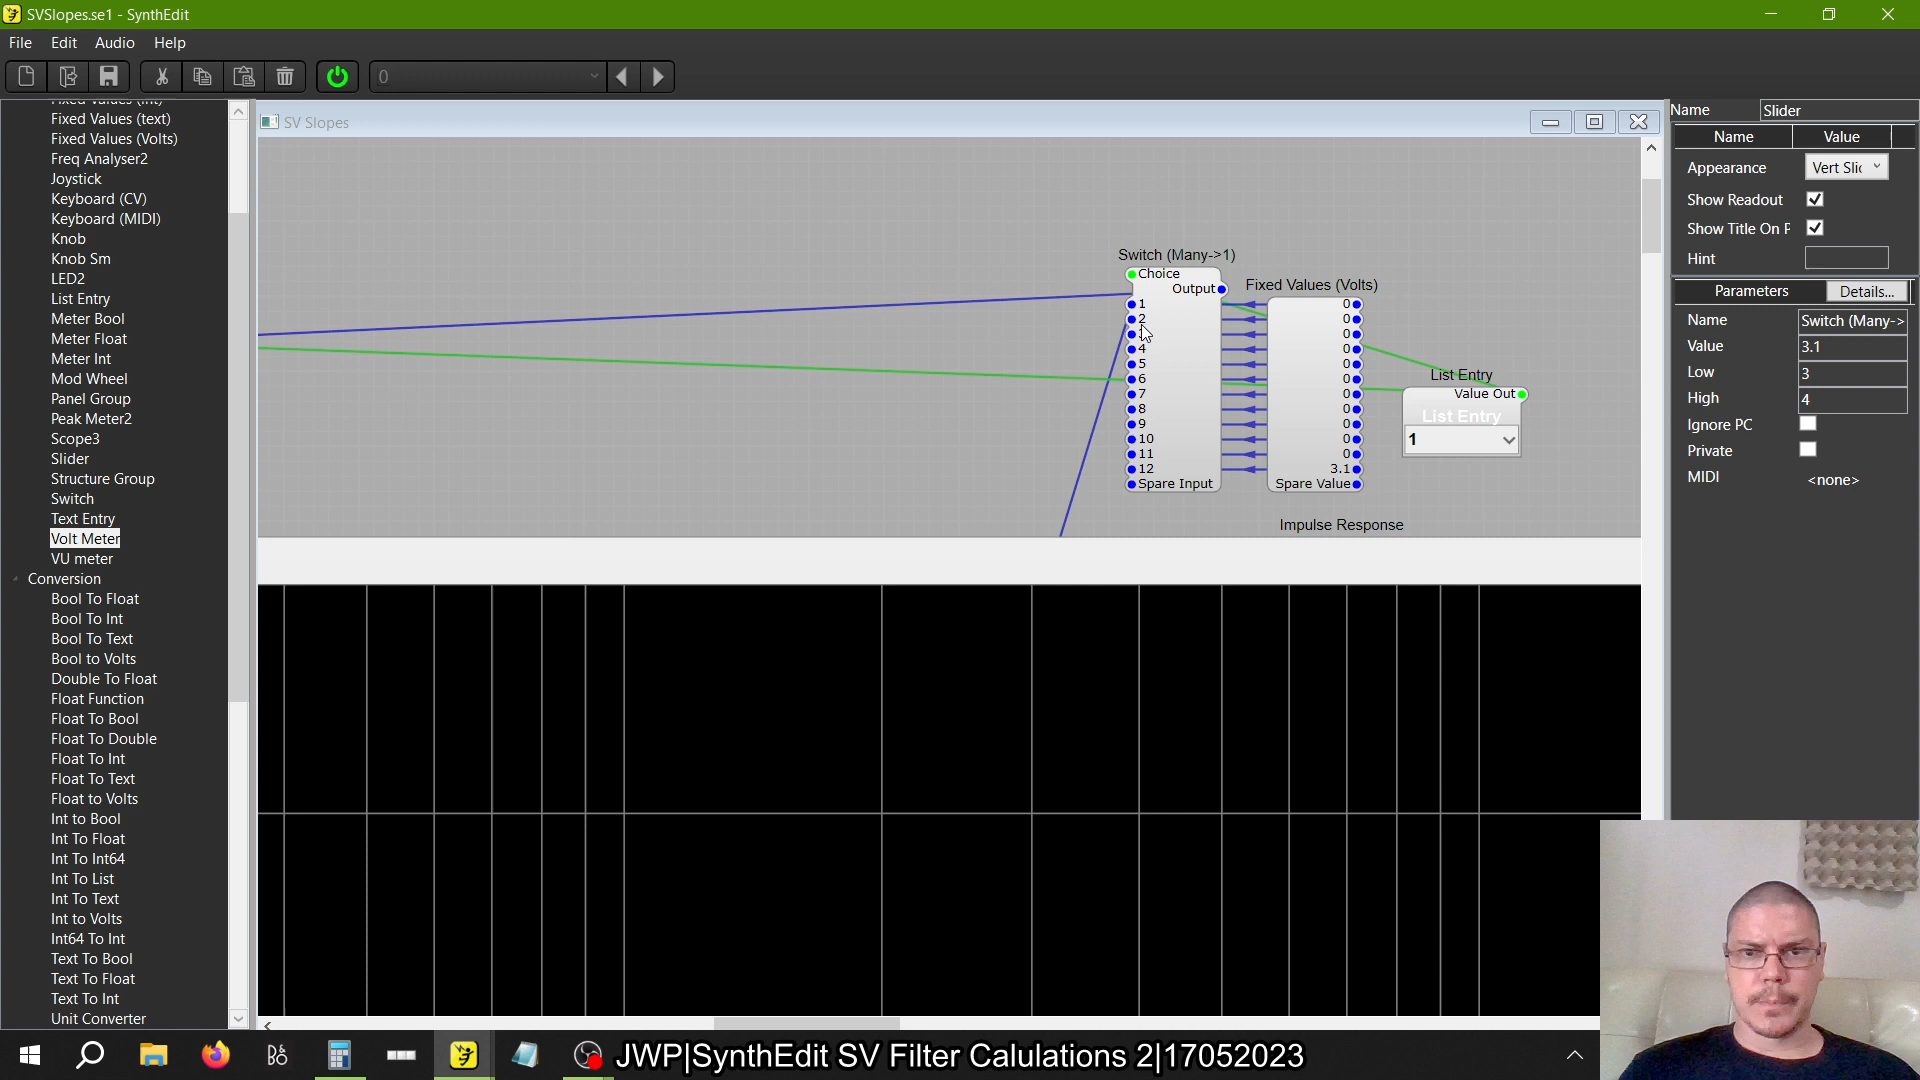 SVSlopes.se1 - SynthEdit
File Edit Audio Help
0
Fixed Values (Int)
Fixed Values (text)
Fixed Values (Volts)
Freq Analyser2
Joystick
Keyboard (CV)
Keyboard (MIDI)
Knob
Knob Sm
LED2
List Entry
Meter Bool
Meter Float
Meter Int
Mod Wheel
Panel Group
Peak Meter2
Scope3
Slider
Structure Group
Switch
Text Entry
Volt Meter
VU meter
Conversion
Bool To Float
Bool To Int
Bool To Text
Bool to Volts
Double To Float
Float Function
Float To Bool
Float To Double
Float To Int
Float To Text
Float to Volts
Int to Bool
Int To Float
Int To Int64
Int To List
Int To Text
Int to Volts
Int64 To Int
Text To Bool
Text To Float
Text To Int
Unit Converter
SV Slopes
Switch (Many->1)
Choice
Output
1
2
4
5
6
7
8
9
10
11
12
Spare Input
Fixed Values (Volts)
0
0
0
0
0
0
0
0
0
0
0
3.1
Spare Value
List Entry
Value Out
List Entry
1
Impulse Response
Name Slider
Name Value
Appearance Vert Slic
Show Readout
Show Title On P
Hint
Parameters Details...
Name Switch (Many->
Value 3.1
Low 3
High 4
Ignore PC
Private
MIDI <none>
JWP|SynthEdit SV Filter Calulations 2|17052023